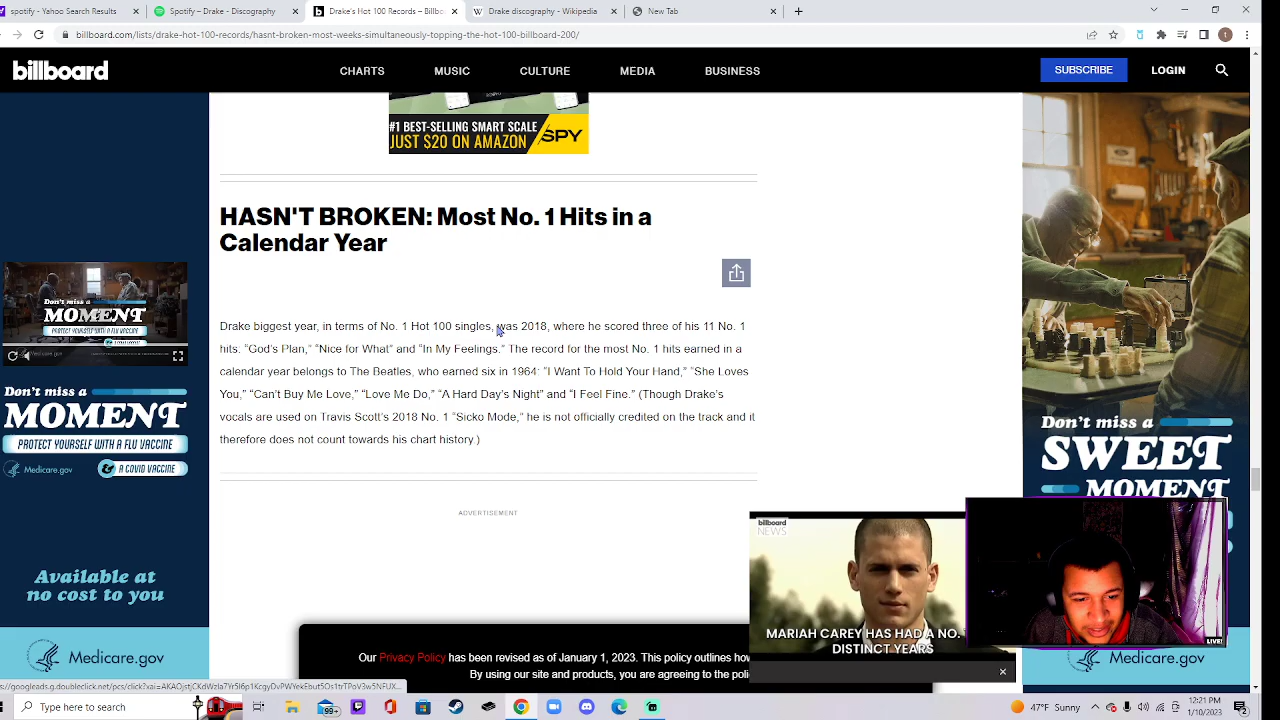 spotify - Yahoo Search Results
Spotify - Drake - Discography
Drake's Hot 100 Records – Billbo
Drake discography - Wikipedia
New Tab
billboard.com/lists/drake-hot-100-records/hasnt-broken-most-weeks-simultaneously-topping-the-hot-100-billboard-200/
billboard
CHARTS
MUSIC
CULTURE
MEDIA
BUSINESS
SUBSCRIBE
LOGIN
#1 BEST-SELLING SMART SCALE
JUST $20 ON AMAZON
SPY
HASN'T BROKEN: Most No. 1 Hits in a
Calendar Year
Drake biggest year, in terms of No. 1 Hot 100 singles, was 2018, where he scored three of his 11 No. 1
hits: “God's Plan,” “Nice for What” and “In My Feelings.” The record for the most No. 1 hits earned in a
calendar year belongs to The Beatles, who earned six in 1964: “I Want To Hold Your Hand,” “She Loves
You,” “Can't Buy Me Love,” “Love Me Do,” “A Hard Day's Night” and “I Feel Fine.” (Though Drake's
vocals are used on Travis Scott's 2018 No. 1 “Sicko Mode,” he is not officially credited on the track and it
therefore does not count towards his chart history.)
ADVERTISEMENT
Don't miss a
MOMENT
PROTECT YOURSELF WITH A FLU VACCINE
Don't miss a
MOMENT
PROTECT YOURSELF WITH A FLU VACCINE
Medicare.gov
& A COVID VACCINE
Available at
no cost to you
Medicare.gov
Don't miss a
SWEET
MOMENT
Medicare.gov
billboard
NEWS
MARIAH CAREY HAS HAD A NO.
DISTINCT YEARS
LIVE!
Our Privacy Policy has been revised as of January 1, 2023. This policy outlines how
By using our site and products, you are agreeing to the poli
Type here to search
99+
47°F Sunny
12:21 PM
1/10/2023
2